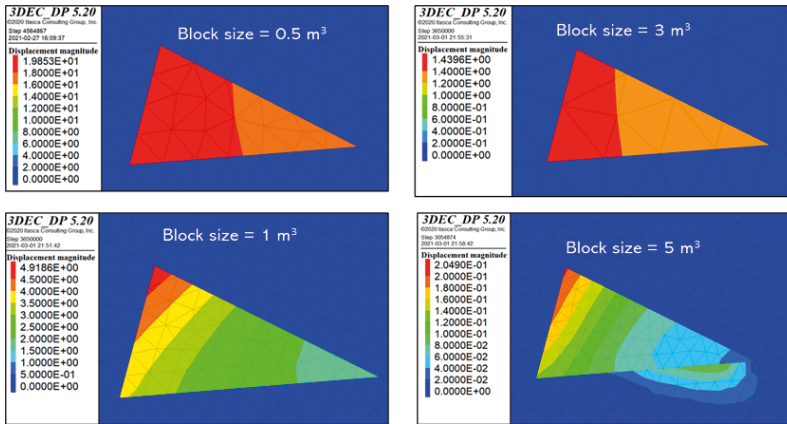 3DEC_DP 5.20
©2020 Itasca Consulting Group, Inc.
Step 4564867
2021-02-27 16:09:37
Displacement magnitude
1.9853E+01
1.8000E+01
1.6000E+01
1.4000E+01
1.2000E+01
1.0000E+01
8.0000E+00
6.0000E+00
4.0000E+00
2.0000E+00
0.0000E+00
Block size = 0.5 m³
3DEC_DP 5.20
©2020 Itasca Consulting Group, Inc.
Step 3650000
2021-03-01 21:55:31
Displacement magnitude
1.4396E+00
1.4000E+00
1.2000E+00
1.0000E+00
8.0000E-01
6.0000E-01
4.0000E-01
2.0000E-01
0.0000E+00
Block size = 3 m³
3DEC_DP 5.20
©2020 Itasca Consulting Group, Inc.
Step 3650000
2021-03-01 21:51:42
Displacement magnitude
4.9186E+00
4.5000E+00
4.0000E+00
3.5000E+00
3.0000E+00
2.5000E+00
2.0000E+00
1.5000E+00
1.0000E+00
5.0000E-01
0.0000E+00
Block size = 1 m³
3DEC_DP 5.20
©2020 Itasca Consulting Group, Inc.
Step 3054874
2021-03-01 21:58:42
Displacement magnitude
2.0490E-01
2.0000E-01
1.8000E-01
1.6000E-01
1.4000E-01
1.2000E-01
1.0000E-01
8.0000E-02
6.0000E-02
4.0000E-02
2.0000E-02
0.0000E+00
Block size = 5 m³